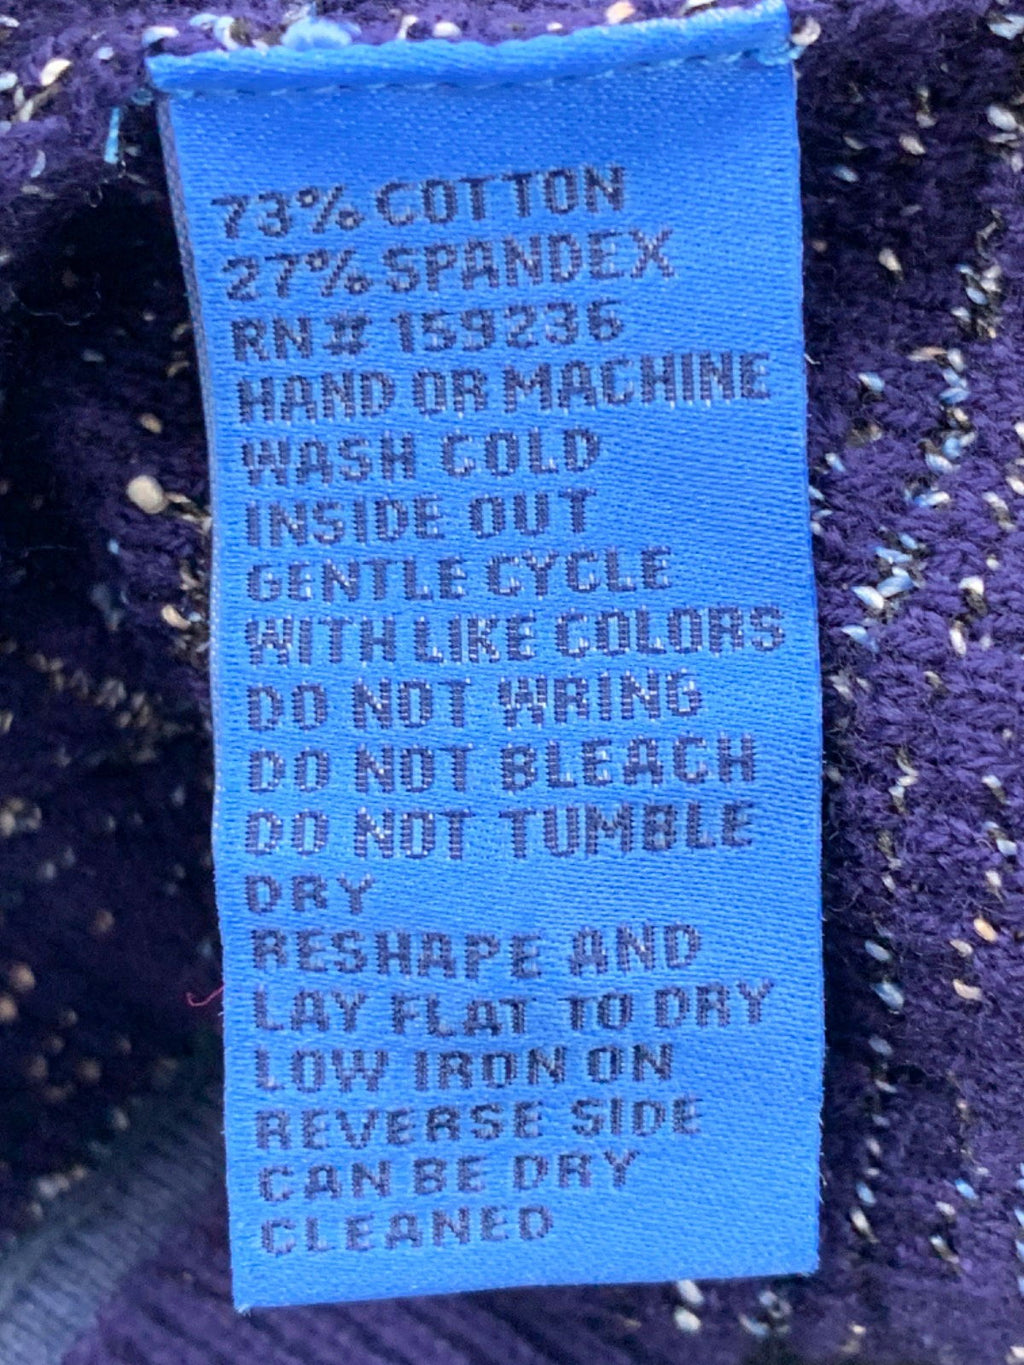 73% COTTON
27% SPANDEX
RN# 159236
HAND OR MACHINE
WASH COLD
INSIDE OUT
GENTLE CYCLE
WITH LIKE COLORS
DO NOT WRING
DO NOT BLEACH
DO NOT TUMBLE
DRY
RESHAPE AND
LAY FLAT TO DRY
LOW IRON ON
REVERSE SIDE
CAN BE DRY
CLEANED